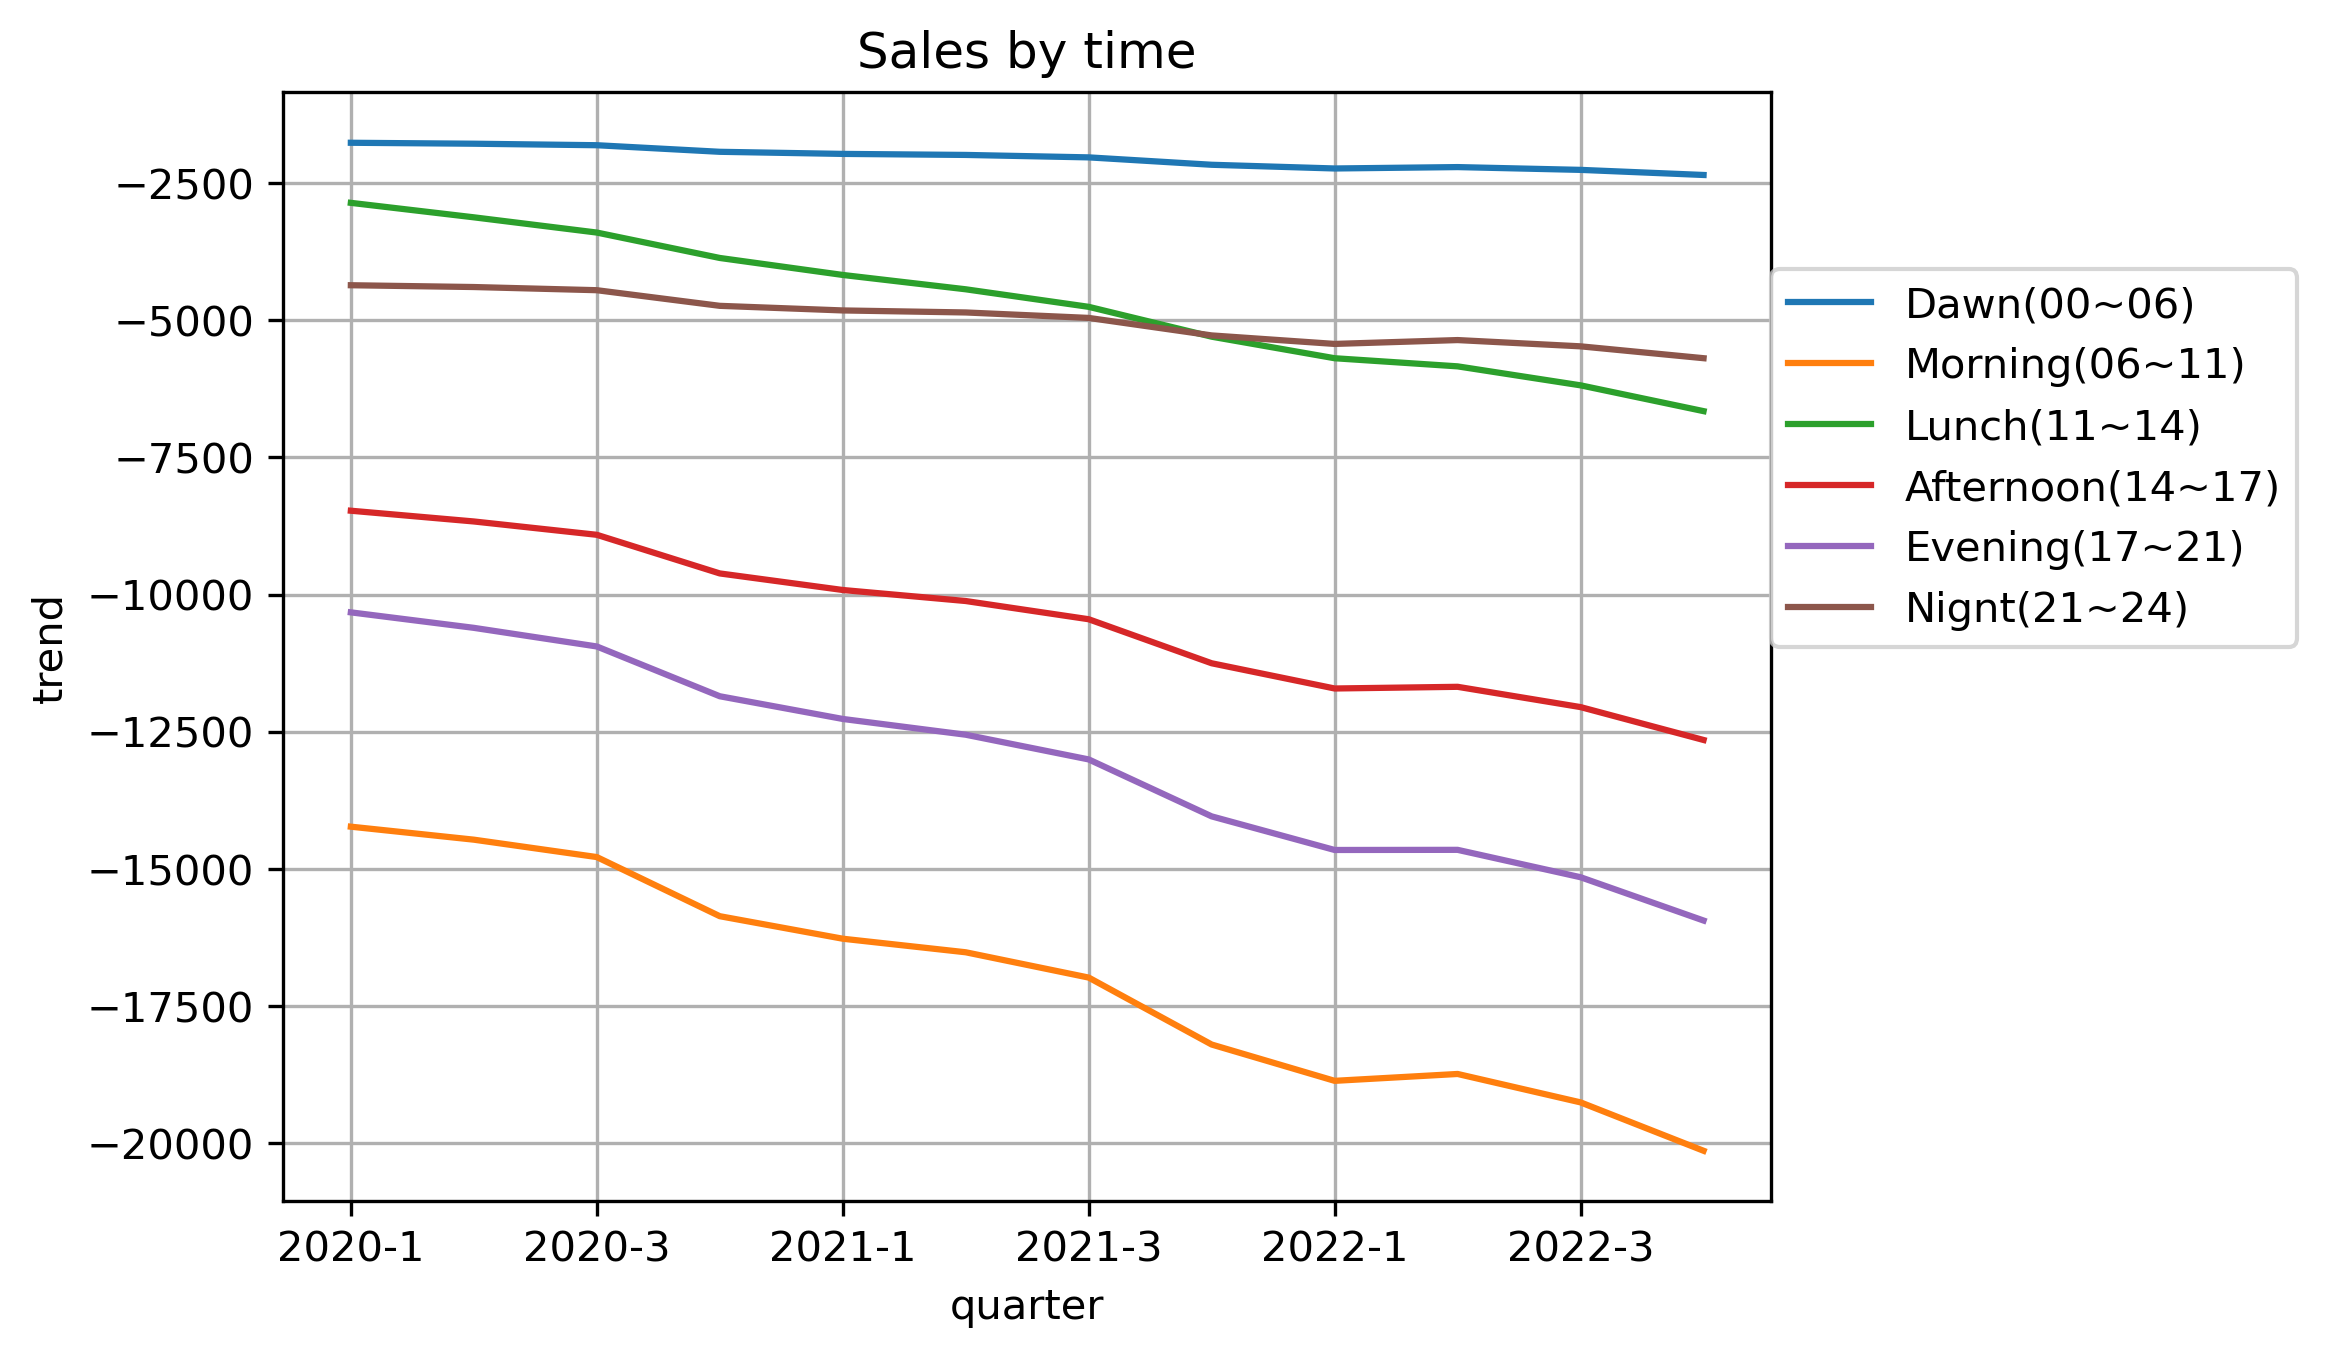 Sales by time
−2500
−5000
−7500
−10000
−12500
−15000
−17500
−20000
trend
2020-1 2020-3 2021-1 2021-3 2022-1 2022-3
quarter
Dawn(00~06)
Morning(06~11)
Lunch(11~14)
Afternoon(14~17)
Evening(17~21)
Nignt(21~24)